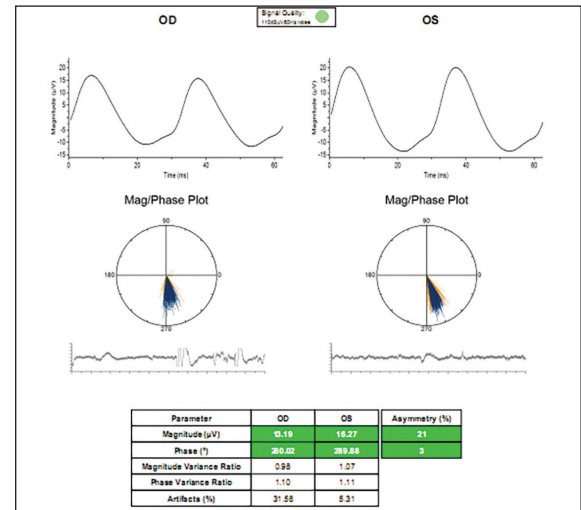 OD
Signal Quality:
OS
Magnitude (µV)
20
15
10
5
-5
-10
-15
0
20
40
60
Time (ms)
Magnitude (µV)
20
15
10
5
-5
-10
-15
0
20
40
60
Time (ms)
Mag/Phase Plot
Mag/Phase Plot
90
180
0
270
90
180
0
270
Parameter OD OS Asymmetry (%)
Magnitude (µV) 13.19 16.27 21
Phase (°) 280.02 289.88 3
Magnitude Variance Ratio 0.98 1.07
Phase Variance Ratio 1.10 1.11
Artifacts (%) 31.56 5.31